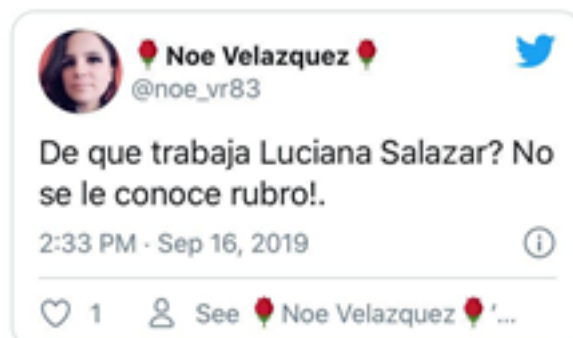 🌹Noe Velazquez🌹
@noe_vr83
De que trabaja Luciana Salazar? No
se le conoce rubro!.
2:33 PM · Sep 16, 2019
1 See 🌹Noe Velazquez🌹'...